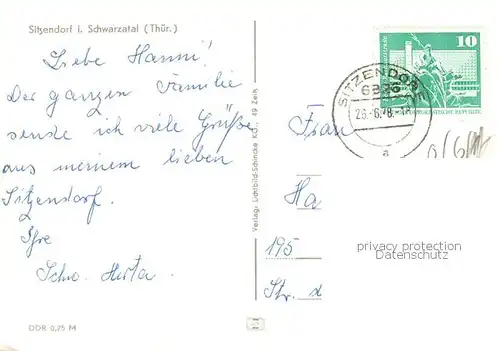 Sitzendorf i. Schwarzatal (Thür.)
Liebe Hanni!
Der ganzen Familie
sende ich viele Grüße
aus meinem lieben
Sitzendorf.
Ihre
Schw. Herta.
DDR 0,25 M
Verlag: Lichtbild-Schincke KG., 49 Zeitz
10
DEUTSCHE DEMOKRATISCHE REPUBLIK
SITZENDORF
6826
a
Frau
Ha
195
Str. d
privacy protection
Datenschutz